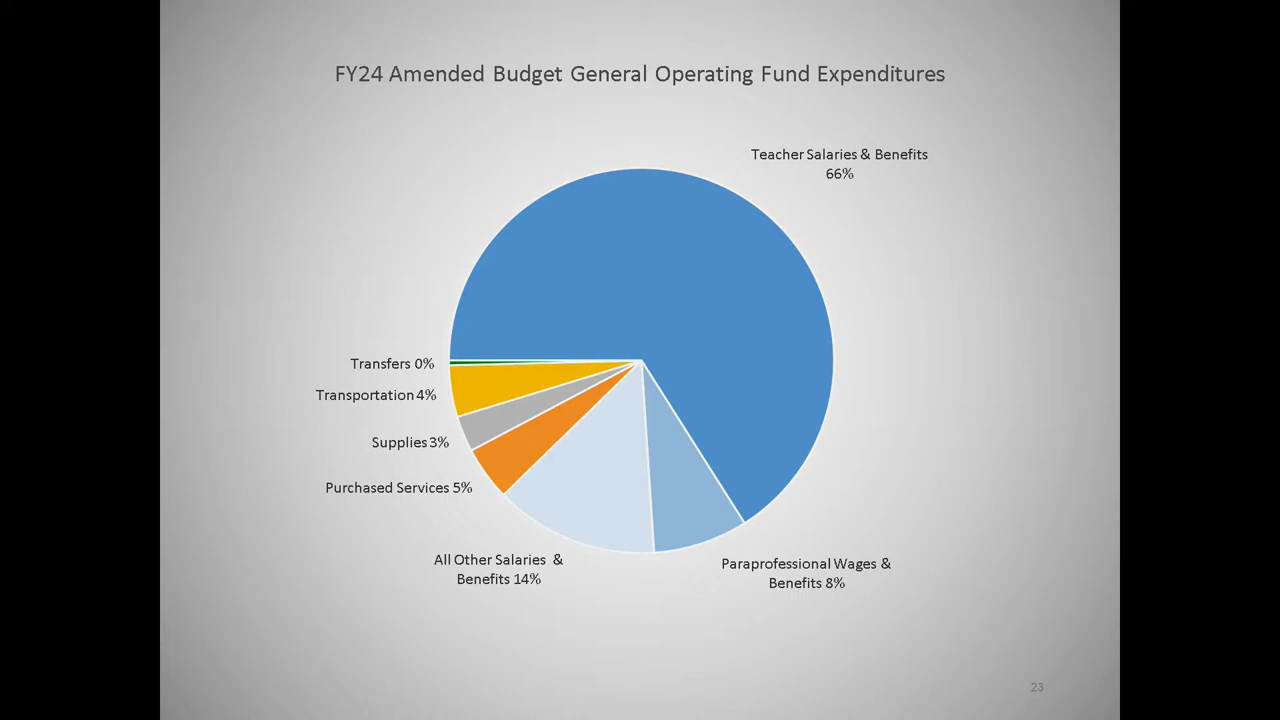 FY24 Amended Budget General Operating Fund Expenditures
Teacher Salaries & Benefits
66%
Transfers 0%
Transportation 4%
Supplies 3%
Purchased Services 5%
All Other Salaries &
Benefits 14%
Paraprofessional Wages &
Benefits 8%
23